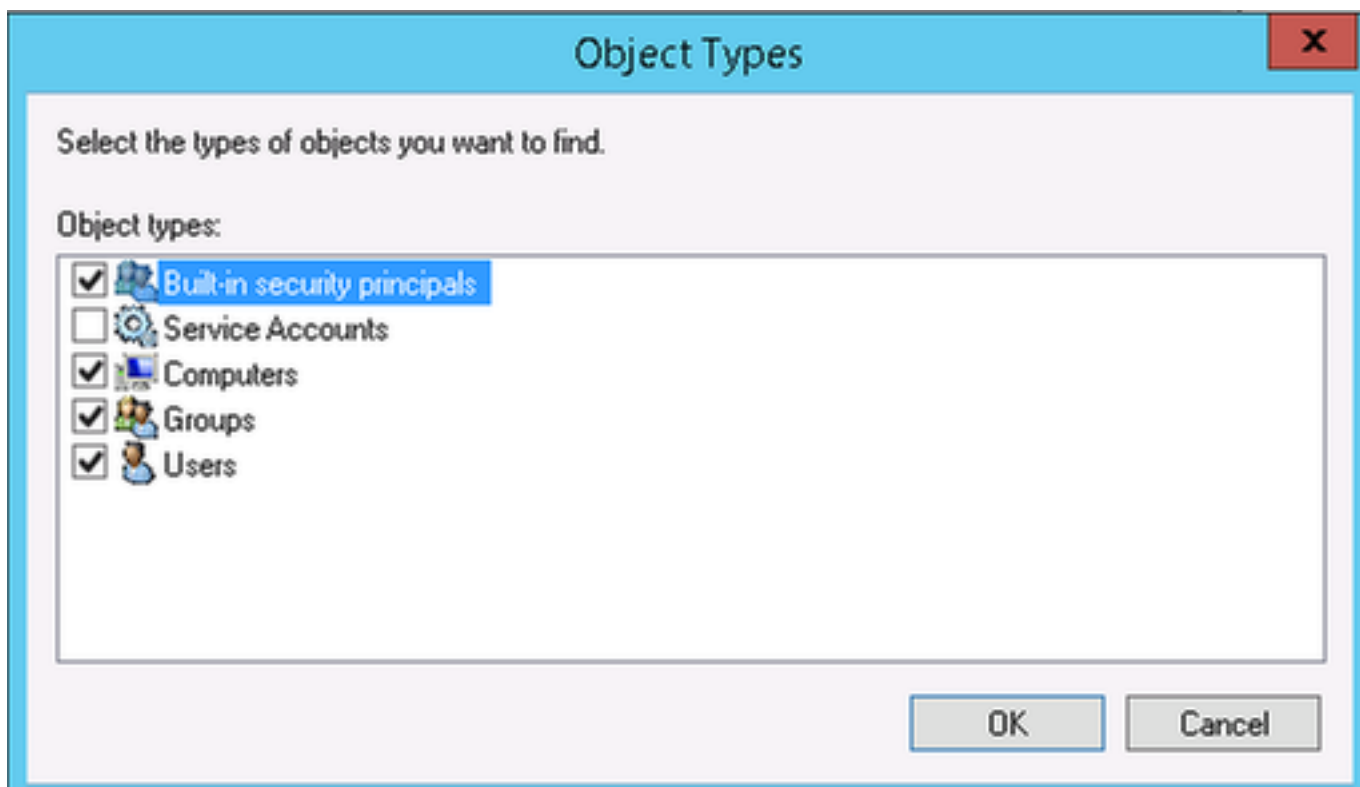 Object Types
x
Select the types of objects you want to find.
Object types:
Built-in security principals
Service Accounts
Computers
Groups
Users
OK
Cancel